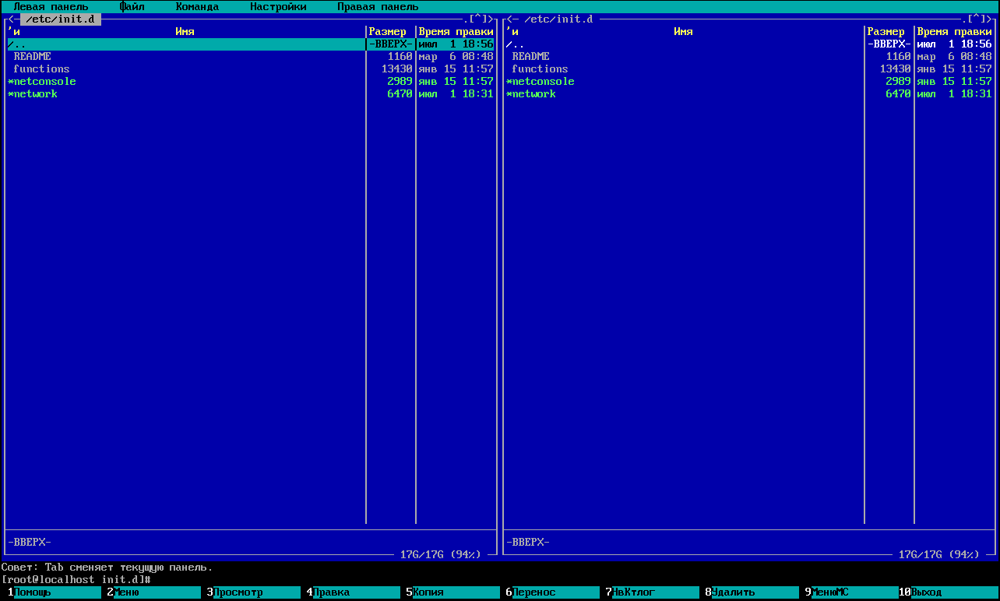 Левая панель Файл Команда Настройки Правая панель
<─ /etc/init.d ─.[^]> <─ /etc/init.d ─.[^]>
'и Имя Размер Время правки 'и Имя Размер Время правки
/.. -ВВЕРХ- июл 1 18:56 /.. -ВВЕРХ- июл 1 18:56
README 1160 мар 6 08:48 README 1160 мар 6 08:48
functions 13430 янв 15 11:57 functions 13430 янв 15 11:57
*netconsole 2989 янв 15 11:57 *netconsole 2989 янв 15 11:57
*network 6470 июл 1 18:31 *network 6470 июл 1 18:31
-ВВЕРХ- -ВВЕРХ-
17G/17G (94%) 17G/17G (94%)
Совет: Tab сменяет текущую панель.
[root@localhost init.d]#
1Помощь 2Меню 3Просмотр 4Правка 5Копия 6Перенос 7НвКтлог 8Удалить 9МенюMC 10Выход